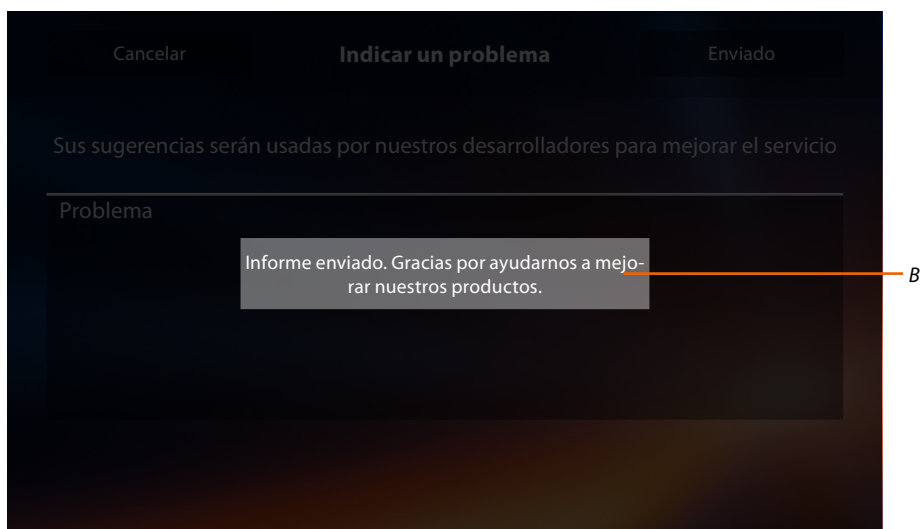 Cancelar
Indicar un problema
Enviado
Sus sugerencias serán usadas por nuestros desarrolladores para mejorar el servicio
Problema
Informe enviado. Gracias por ayudarnos a mejo-
rar nuestros productos.
B